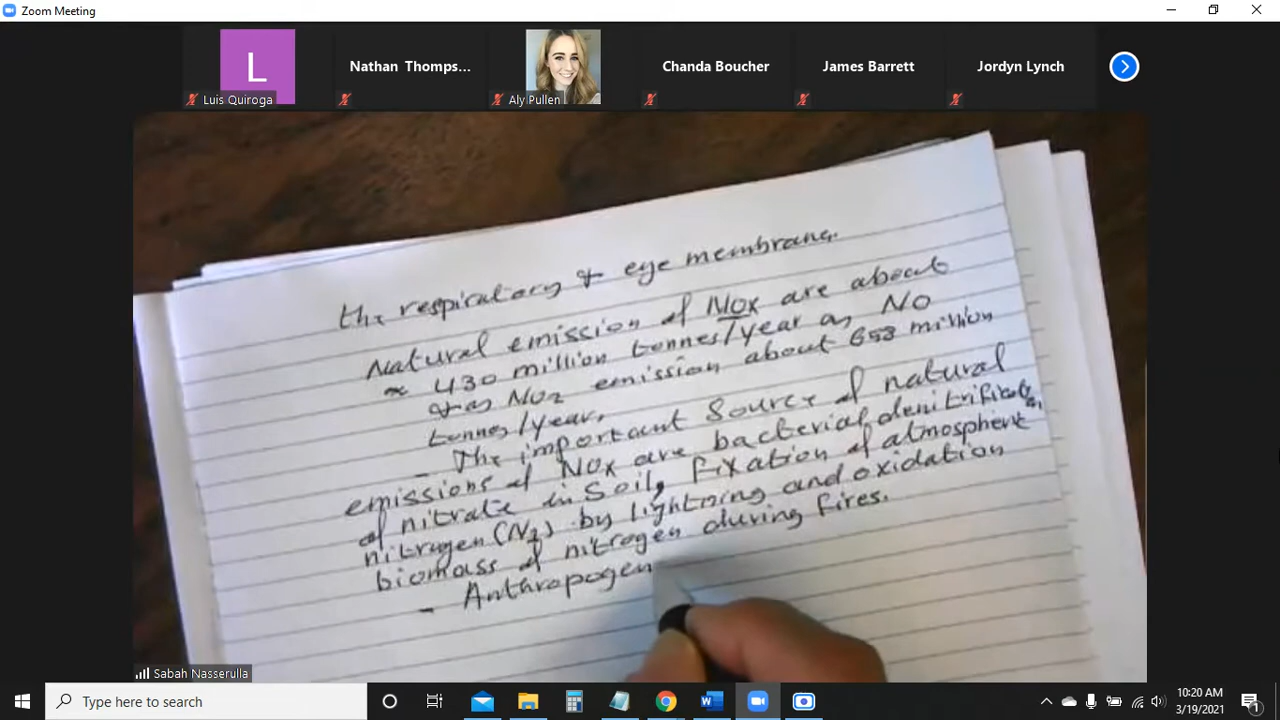 Zoom Meeting
L
Luis Quiroga
Nathan Thomps...
Aly Pullen
Chanda Boucher
James Barrett
Jordyn Lynch
the respiratory & eye membrane.
Natural emission of NOx are about
≈ 430 million tonnes/year as NO
& as NO2 emission about 653 million
tonnes/year.
- The important source of natural
emissions of NOx are bacterial denitrification
of nitrate in soil, fixation of atmospheric
nitrogen (N2) by lightning and oxidation
biomass of nitrogen during fires.
- Anthropogen
Sabah Nasserulla
Type here to search
10:20 AM
3/19/2021
1